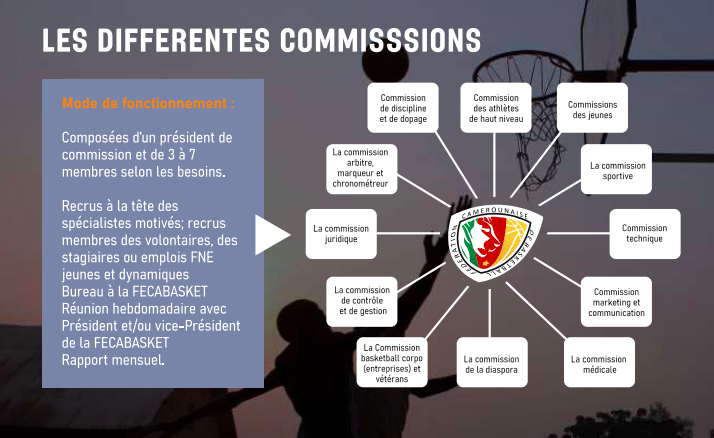 LES DIFFERENTES COMMISSSIONS
Mode de fonctionnement :
Composées d'un président de
commission et de 3 à 7
membres selon les besoins.
Recrus à la tête des
spécialistes motivés; recrus
membres des volontaires, des
stagiaires ou emplois FNE
jeunes et dynamiques
Bureau à la FECABASKET
Réunion hebdomadaire avec
Président et/ou vice-Président
de la FECABASKET
Rapport mensuel.
Commission
de discipline
et de dopage
Commission
des athlètes
de haut niveau
Commissions
des jeunes
La commission
arbitre,
marqueur et
chronométreur
La commission
sportive
La commission
juridique
FEDERATION CAMEROUNAISE DE BASKETBALL
Commission
technique
La commission
de contrôle
et de gestion
Commission
marketing et
communication
La Commission
basketball corpo
(entreprises) et
vétérans
La commission
de la diaspora
La commission
médicale